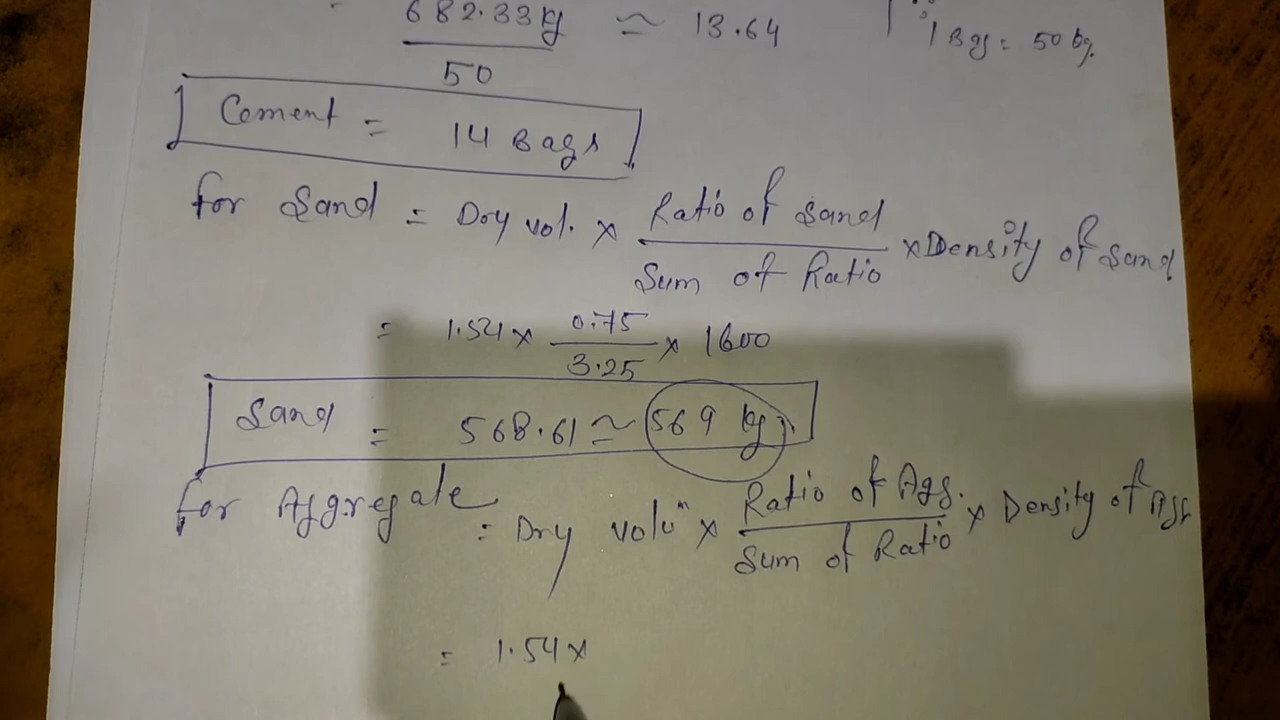 682.33kg ≃ 13.64
50
1 Bag = 50 kg.
Cement = 14 Bags
for Sand = Dry vol. × Ratio of Sand × Density of Sand
Sum of Ratio
= 1.54 × 0.75 × 1600
3.25
Sand = 568.61 ≃ 569 kg
for Aggregate = Dry volu^n × Ratio of Agg. × Density of Agg
Sum of Ratio
= 1.54 ×